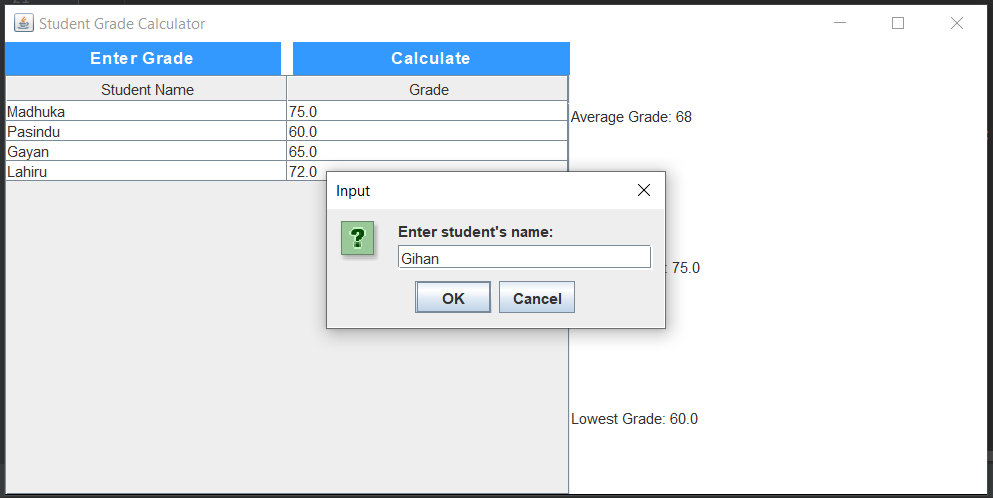 Student Grade Calculator
Enter Grade Calculate
Student Name Grade
Madhuka 75.0
Pasindu 60.0
Gayan 65.0
Lahiru 72.0
Average Grade: 68
Input
?
Enter student's name:
Gihan
OK Cancel
: 75.0
Lowest Grade: 60.0